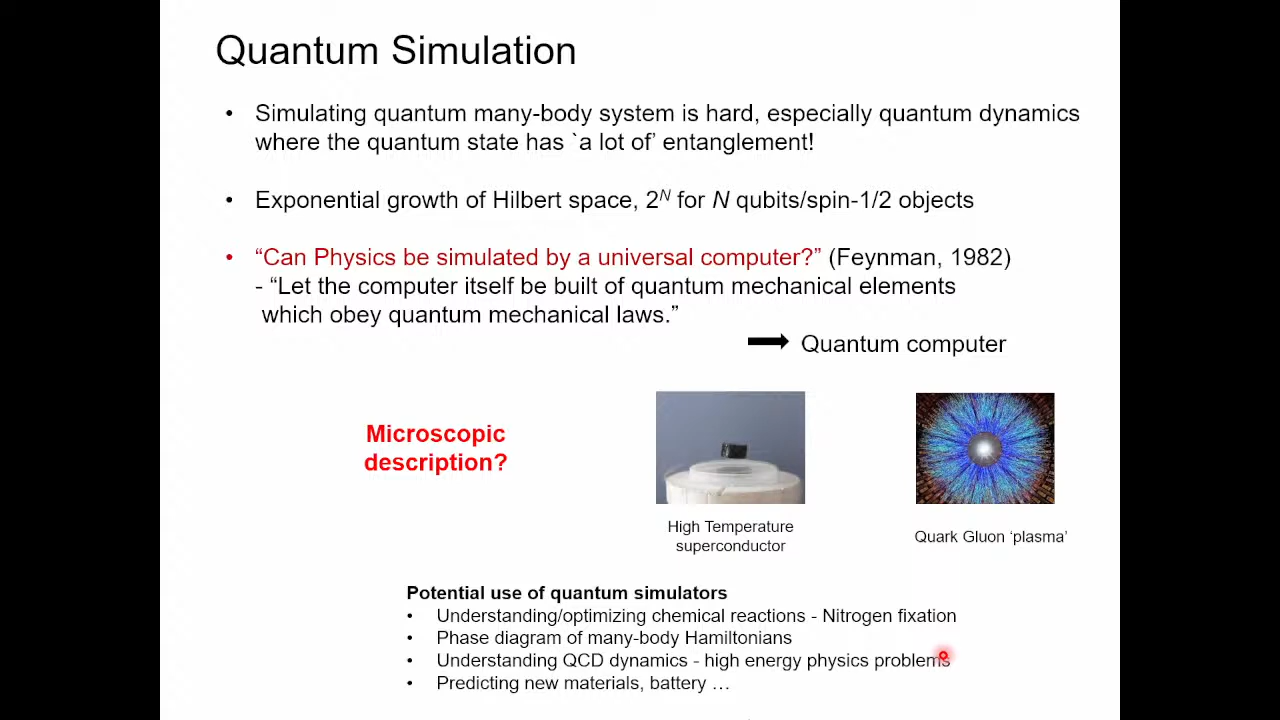 Quantum Simulation
• Simulating quantum many-body system is hard, especially quantum dynamics
where the quantum state has `a lot of’ entanglement!
• Exponential growth of Hilbert space, 2ᴺ for N qubits/spin-1/2 objects
• “Can Physics be simulated by a universal computer?” (Feynman, 1982)
- “Let the computer itself be built of quantum mechanical elements
which obey quantum mechanical laws.”
Quantum computer
Microscopic
description?
High Temperature
superconductor
Quark Gluon ‘plasma’
Potential use of quantum simulators
• Understanding/optimizing chemical reactions - Nitrogen fixation
• Phase diagram of many-body Hamiltonians
• Understanding QCD dynamics - high energy physics problems
• Predicting new materials, battery …